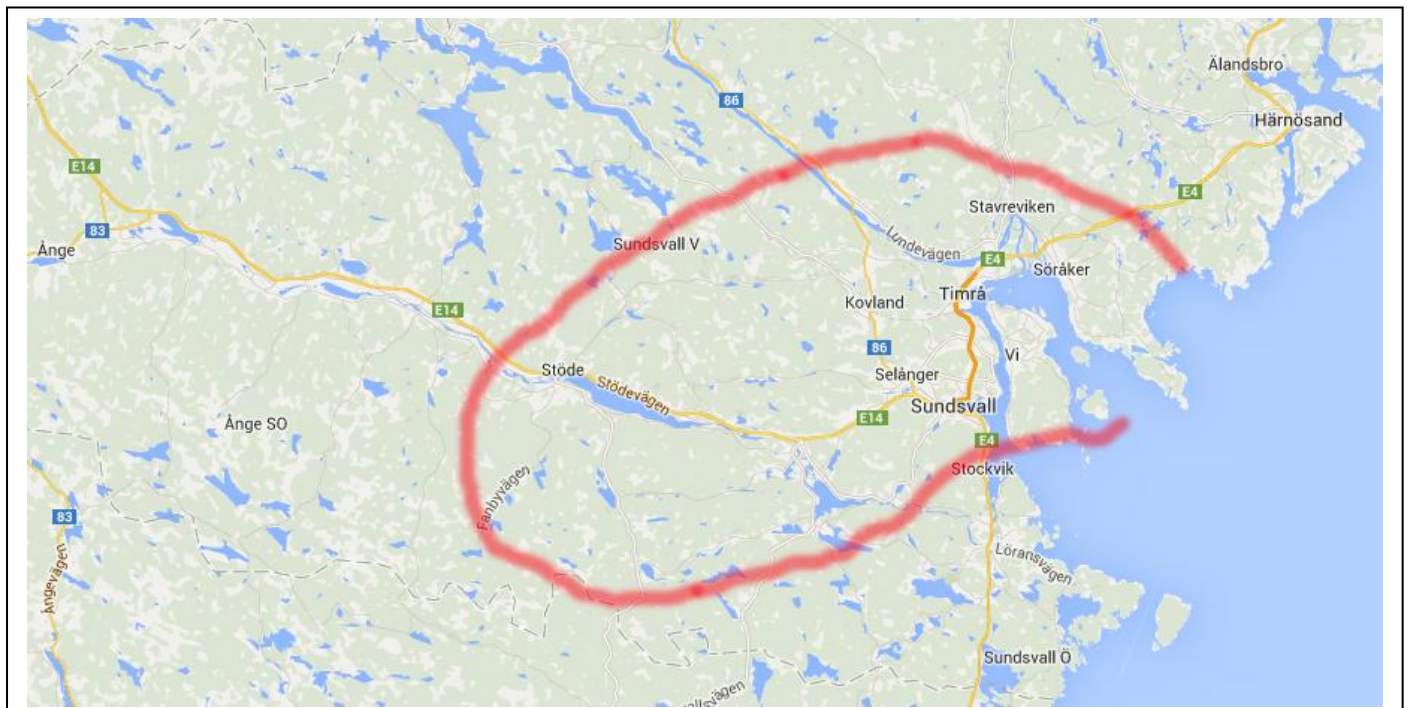 Älandsbro
86
Härnösand
E14
E4
Stavreviken
83
Ånge
Sundsvall V
Lundevägen
E4
Söråker
Timrå
Kovland
E14
86
Vi
Stöde
Selånger
Stödevägen
Sundsvall
Ånge SO
E14
E4
Stockvik
Fanbyvägen
83
Löransvägen
Ångevägen
Sundsvall Ö